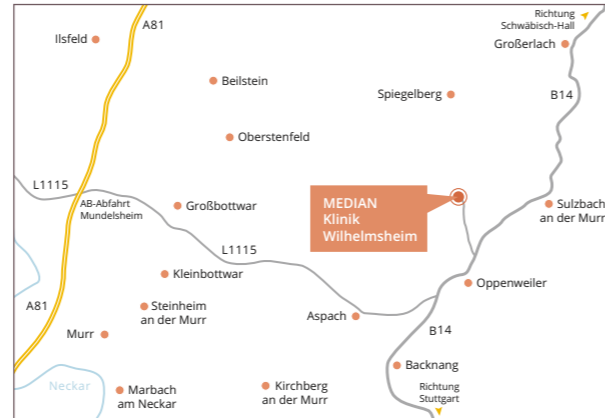 Richtung
Schwäbisch-Hall
A81
Ilsfeld
Großerlach
Beilstein
Spiegelberg
B14
Oberstenfeld
L1115
AB-Abfahrt
Mundelsheim
Großbottwar
MEDIAN
Klinik
Wilhelmsheim
Sulzbach
an der Murr
L1115
Kleinbottwar
Oppenweiler
A81
Steinheim
an der Murr
Aspach
Murr
B14
Backnang
Neckar
Marbach
am Neckar
Kirchberg
an der Murr
Richtung
Stuttgart